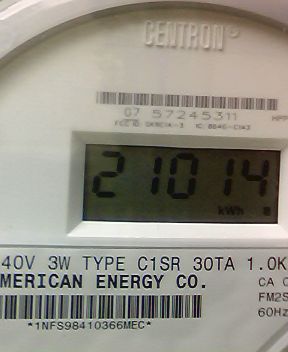 CENTRON®
07 57245311
21014
kWh
40V 3W TYPE C1SR 30TA 1.0K
MERICAN ENERGY CO.
CA
FM2S
60Hz
*1NFS98410366MEC*